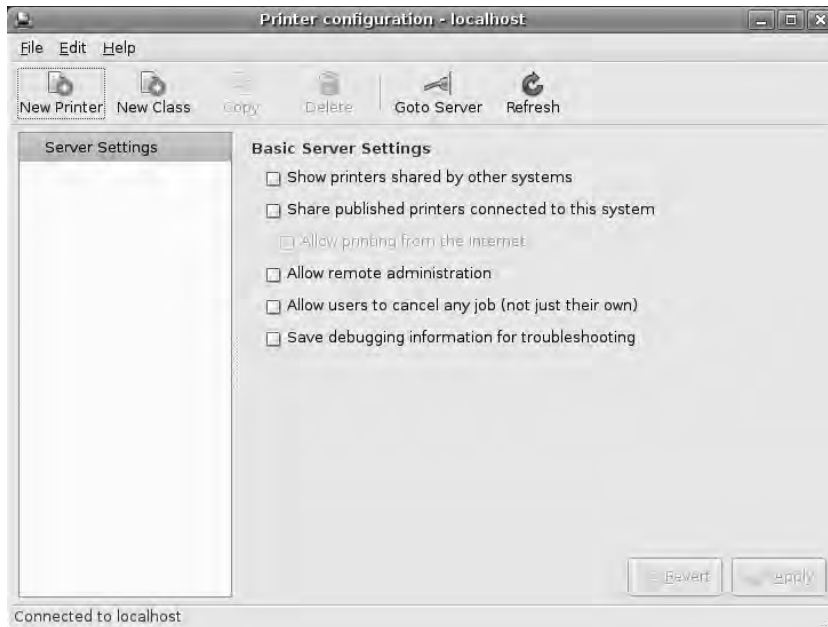 Printer configuration - localhost
File Edit Help
New Printer New Class Copy Delete Goto Server Refresh
Server Settings
Basic Server Settings
Show printers shared by other systems
Share published printers connected to this system
Allow printing from the Internet
Allow remote administration
Allow users to cancel any job (not just their own)
Save debugging information for troubleshooting
Revert Apply
Connected to localhost